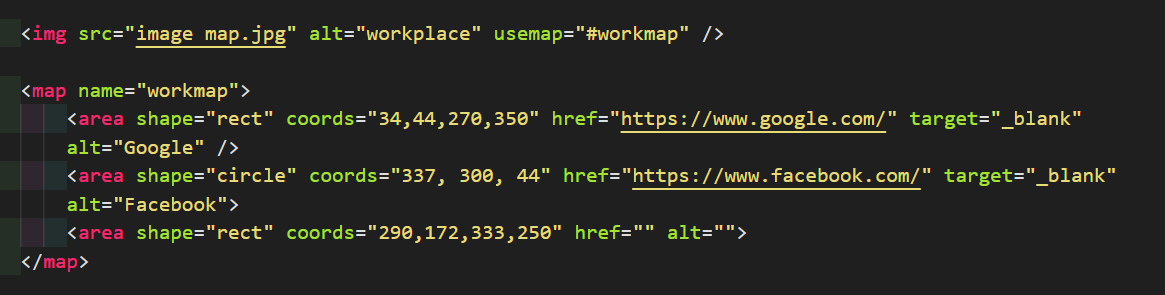 <img src="image map.jpg" alt="workplace" usemap="#workmap" />
<map name="workmap">
<area shape="rect" coords="34,44,270,350" href="https://www.google.com/" target="_blank"
alt="Google" />
<area shape="circle" coords="337, 300, 44" href="https://www.facebook.com/" target="_blank"
alt="Facebook">
<area shape="rect" coords="290,172,333,250" href="" alt="">
</map>